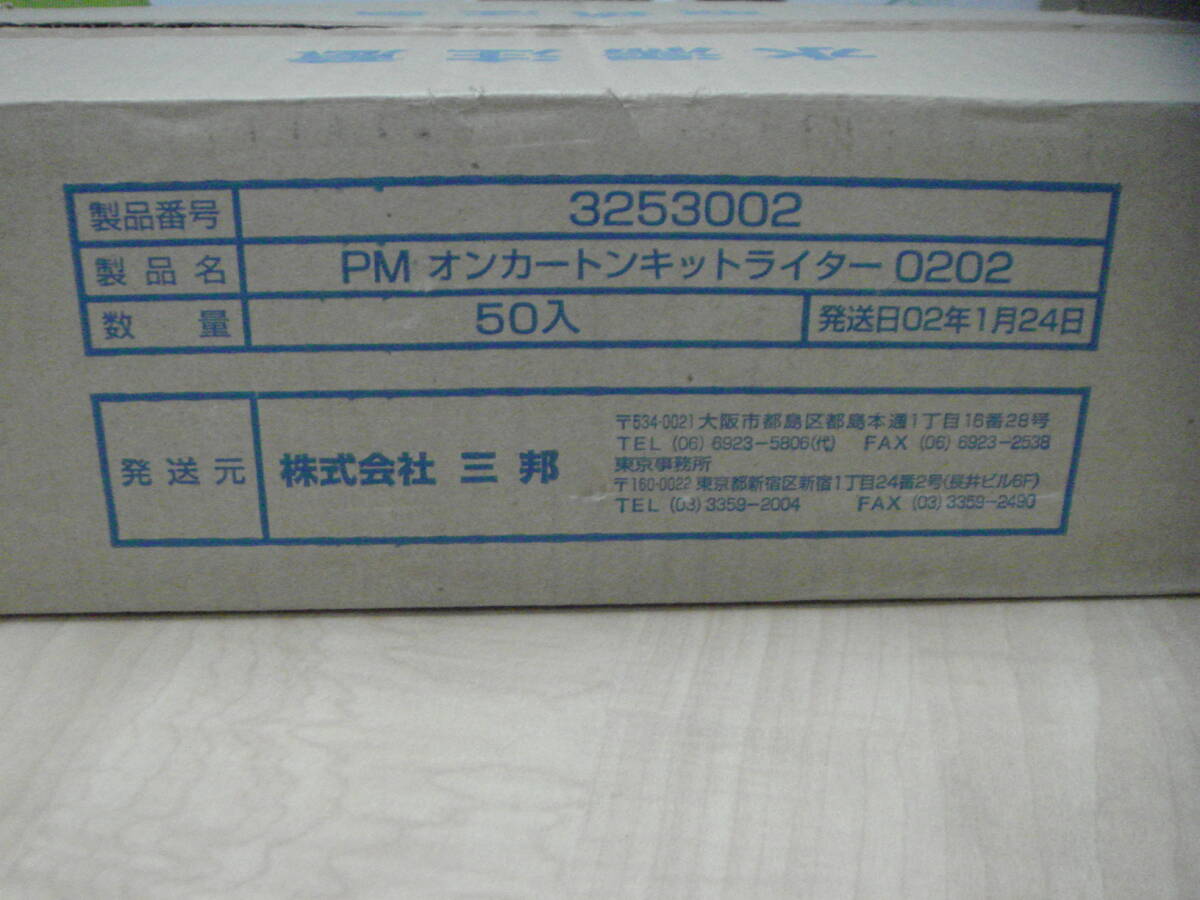 水濡注意
製品番号 3253002
製品名 PM オンカートンキットライター 0202
数量 50入 発送日02年1月24日
発送元 株式会社 三邦
〒534-0021 大阪市都島区都島本通1丁目16番28号
TEL (06) 6923-5806(代) FAX (06) 6923-2538
東京事務所
〒160-0022 東京都新宿区新宿1丁目24番2号(長井ビル6F)
TEL (03) 3359-2004 FAX (03) 3359-2490